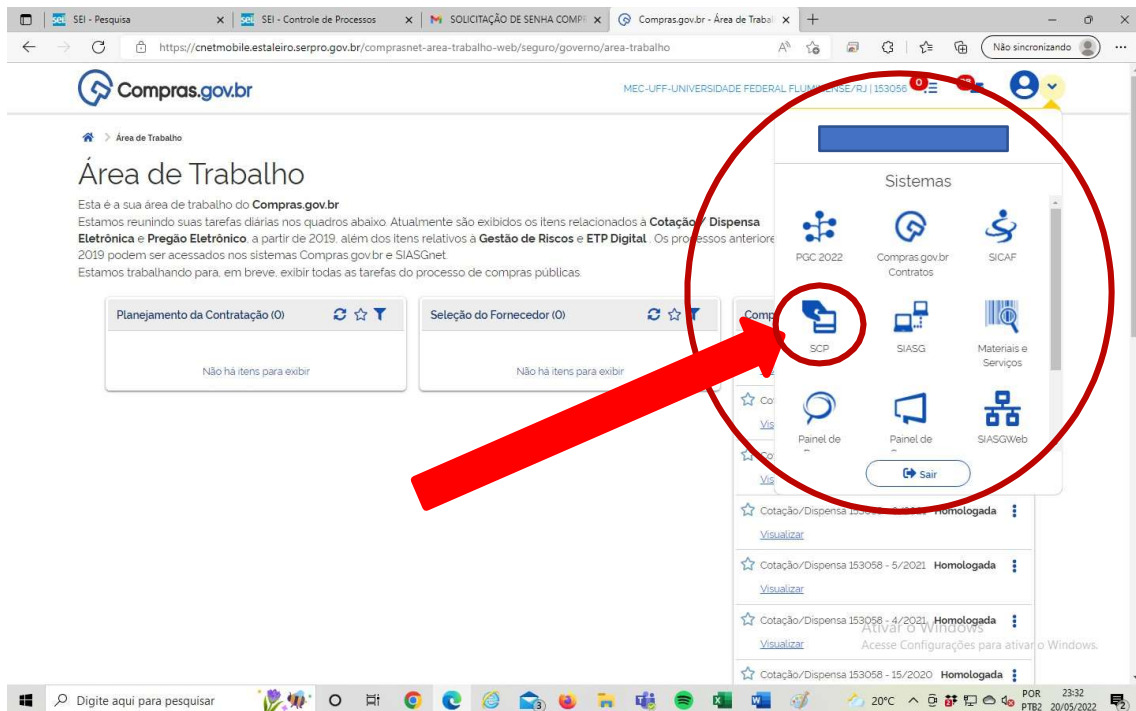 SEI - Pesquisa
SEI - Controle de Processos
SOLICITAÇÃO DE SENHA COMPR
Compras.gov.br - Área de Trabal
https://cnetmobile.estaleiro.serpro.gov.br/comprasnet-area-trabalho-web/seguro/governo/area-trabalho
Não sincronizando
Compras.gov.br
MEC-UFF-UNIVERSIDADE FEDERAL FLUMINENSE/RJ | 153056
0
Área de Trabalho
Área de Trabalho
Esta é a sua área de trabalho do Compras.gov.br
Estamos reunindo suas tarefas diárias nos quadros abaixo. Atualmente são exibidos os itens relacionados à Cotação / Dispensa
Eletrônica e Pregão Eletrônico, a partir de 2019, além dos itens relativos à Gestão de Riscos e ETP Digital. Os processos anteriore
2019 podem ser acessados nos sistemas Compras.gov.br e SIASGnet.
Estamos trabalhando para, em breve, exibir todas as tarefas do processo de compras públicas.
Planejamento da Contratação (0)
Não há itens para exibir
Seleção do Fornecedor (0)
Não há itens para exibir
Comp
Sistemas
PGC 2022
Compras.gov.br
Contratos
SICAF
SCP
SIASG
Materiais e
Serviços
Painel de
Painel de
SIASGWeb
Sair
Co
Vis
Co
Vis
Cotação/Dispensa Homologada
Visualizar
Cotação/Dispensa 153058 - 5/2021 Homologada
Visualizar
Cotação/Dispensa 153058 - 4/2021 Homologada
Visualizar
Cotação/Dispensa 153058 - 15/2020 Homologada
Ativar o Windows
Acesse Configurações para ativar o Windows.
Digite aqui para pesquisar
20°C
POR
PTB2
23:32
20/05/2022